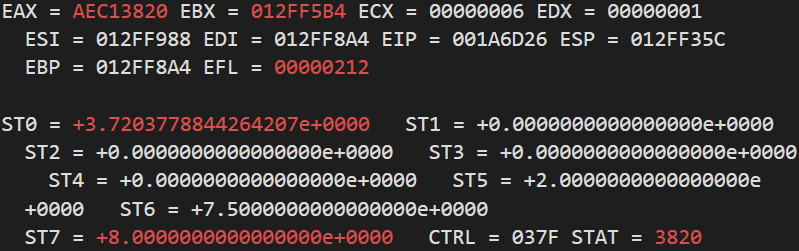 EAX = AEC13820 EBX = 012FF5B4 ECX = 00000006 EDX = 00000001
ESI = 012FF988 EDI = 012FF8A4 EIP = 001A6D26 ESP = 012FF35C
EBP = 012FF8A4 EFL = 00000212
ST0 = +3.7203778844264207e+0000 ST1 = +0.0000000000000000e+0000
ST2 = +0.0000000000000000e+0000 ST3 = +0.0000000000000000e+0000
ST4 = +0.0000000000000000e+0000 ST5 = +2.0000000000000000e
+0000 ST6 = +7.5000000000000000e+0000
ST7 = +8.0000000000000000e+0000 CTRL = 037F STAT = 3820